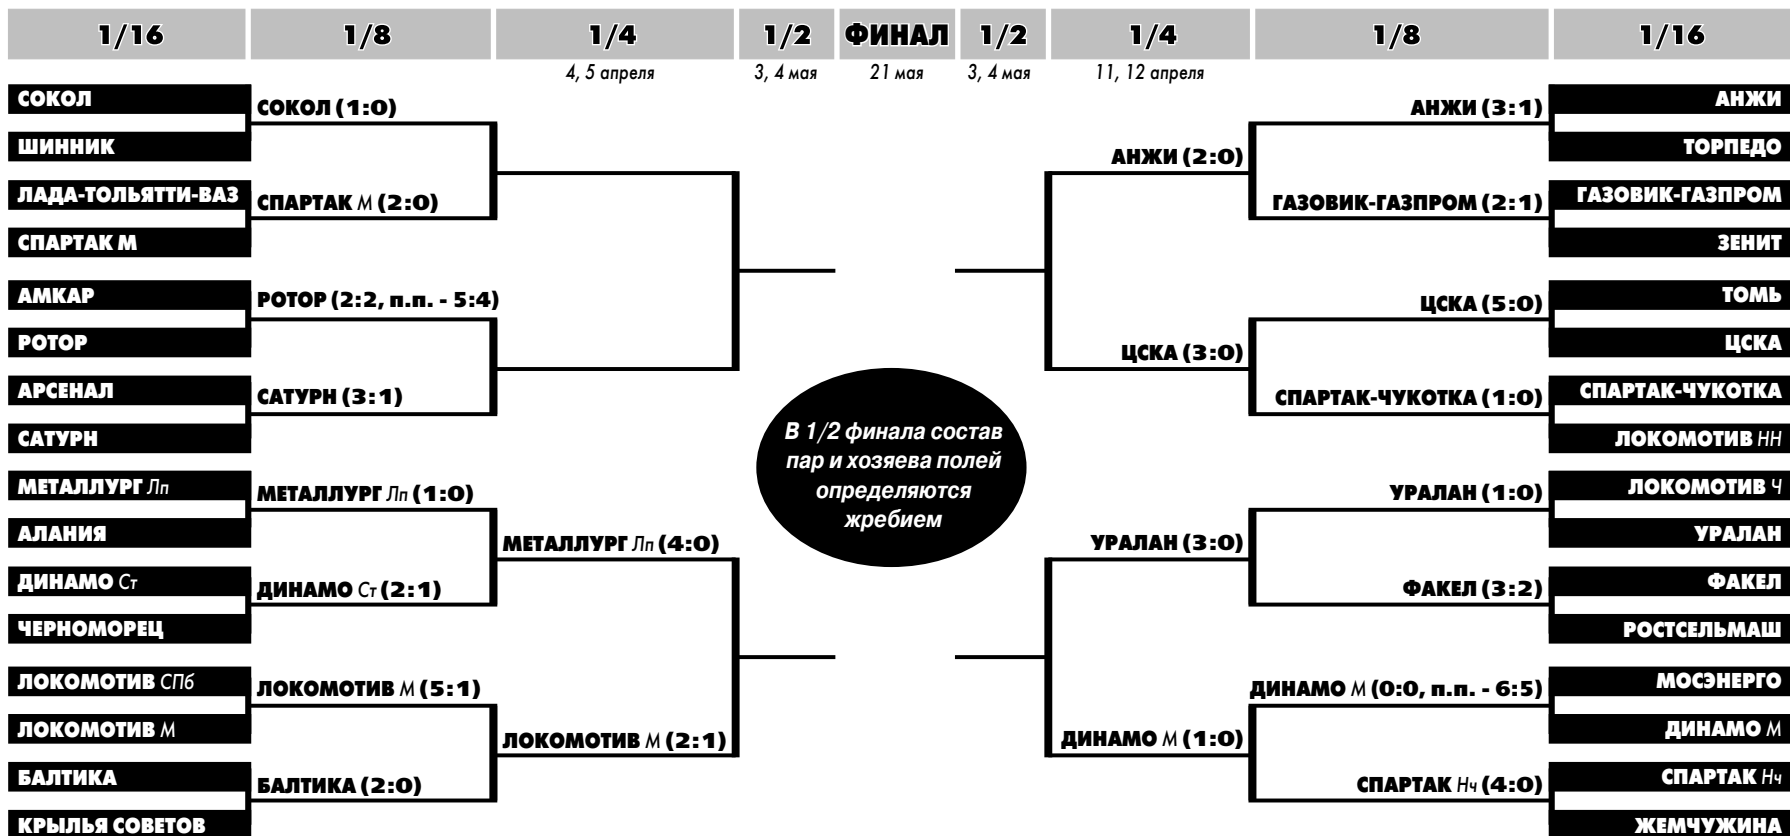 1/16 1/8 1/4 1/2 ФИНАЛ 1/2 1/4 1/8 1/16
4, 5 апреля 3, 4 мая 21 мая 3, 4 мая 11, 12 апреля
СОКОЛ
ШИННИК
ЛАДА-ТОЛЬЯТТИ-ВАЗ
СПАРТАК М
АМКАР
РОТОР
АРСЕНАЛ
САТУРН
МЕТАЛЛУРГ Лп
АЛАНИЯ
ДИНАМО Ст
ЧЕРНОМОРЕЦ
ЛОКОМОТИВ СПб
ЛОКОМОТИВ М
БАЛТИКА
КРЫЛЬЯ СОВЕТОВ
СОКОЛ (1:0)
СПАРТАК М (2:0)
РОТОР (2:2, п.п. - 5:4)
САТУРН (3:1)
МЕТАЛЛУРГ Лп (1:0)
ДИНАМО Ст (2:1)
ЛОКОМОТИВ М (5:1)
БАЛТИКА (2:0)
МЕТАЛЛУРГ Лп (4:0)
ЛОКОМОТИВ М (2:1)
В 1/2 финала состав
пар и хозяева полей
определяются
жребием
АНЖИ (2:0)
ЦСКА (3:0)
УРАЛАН (3:0)
ДИНАМО М (1:0)
АНЖИ (3:1)
ГАЗОВИК-ГАЗПРОМ (2:1)
ЦСКА (5:0)
СПАРТАК-ЧУКОТКА (1:0)
УРАЛАН (1:0)
ФАКЕЛ (3:2)
ДИНАМО М (0:0, п.п. - 6:5)
СПАРТАК Нч (4:0)
АНЖИ
ТОРПЕДО
ГАЗОВИК-ГАЗПРОМ
ЗЕНИТ
ТОМЬ
ЦСКА
СПАРТАК-ЧУКОТКА
ЛОКОМОТИВ НН
ЛОКОМОТИВ Ч
УРАЛАН
ФАКЕЛ
РОСТСЕЛЬМАШ
МОСЭНЕРГО
ДИНАМО М
СПАРТАК Нч
ЖЕМЧУЖИНА